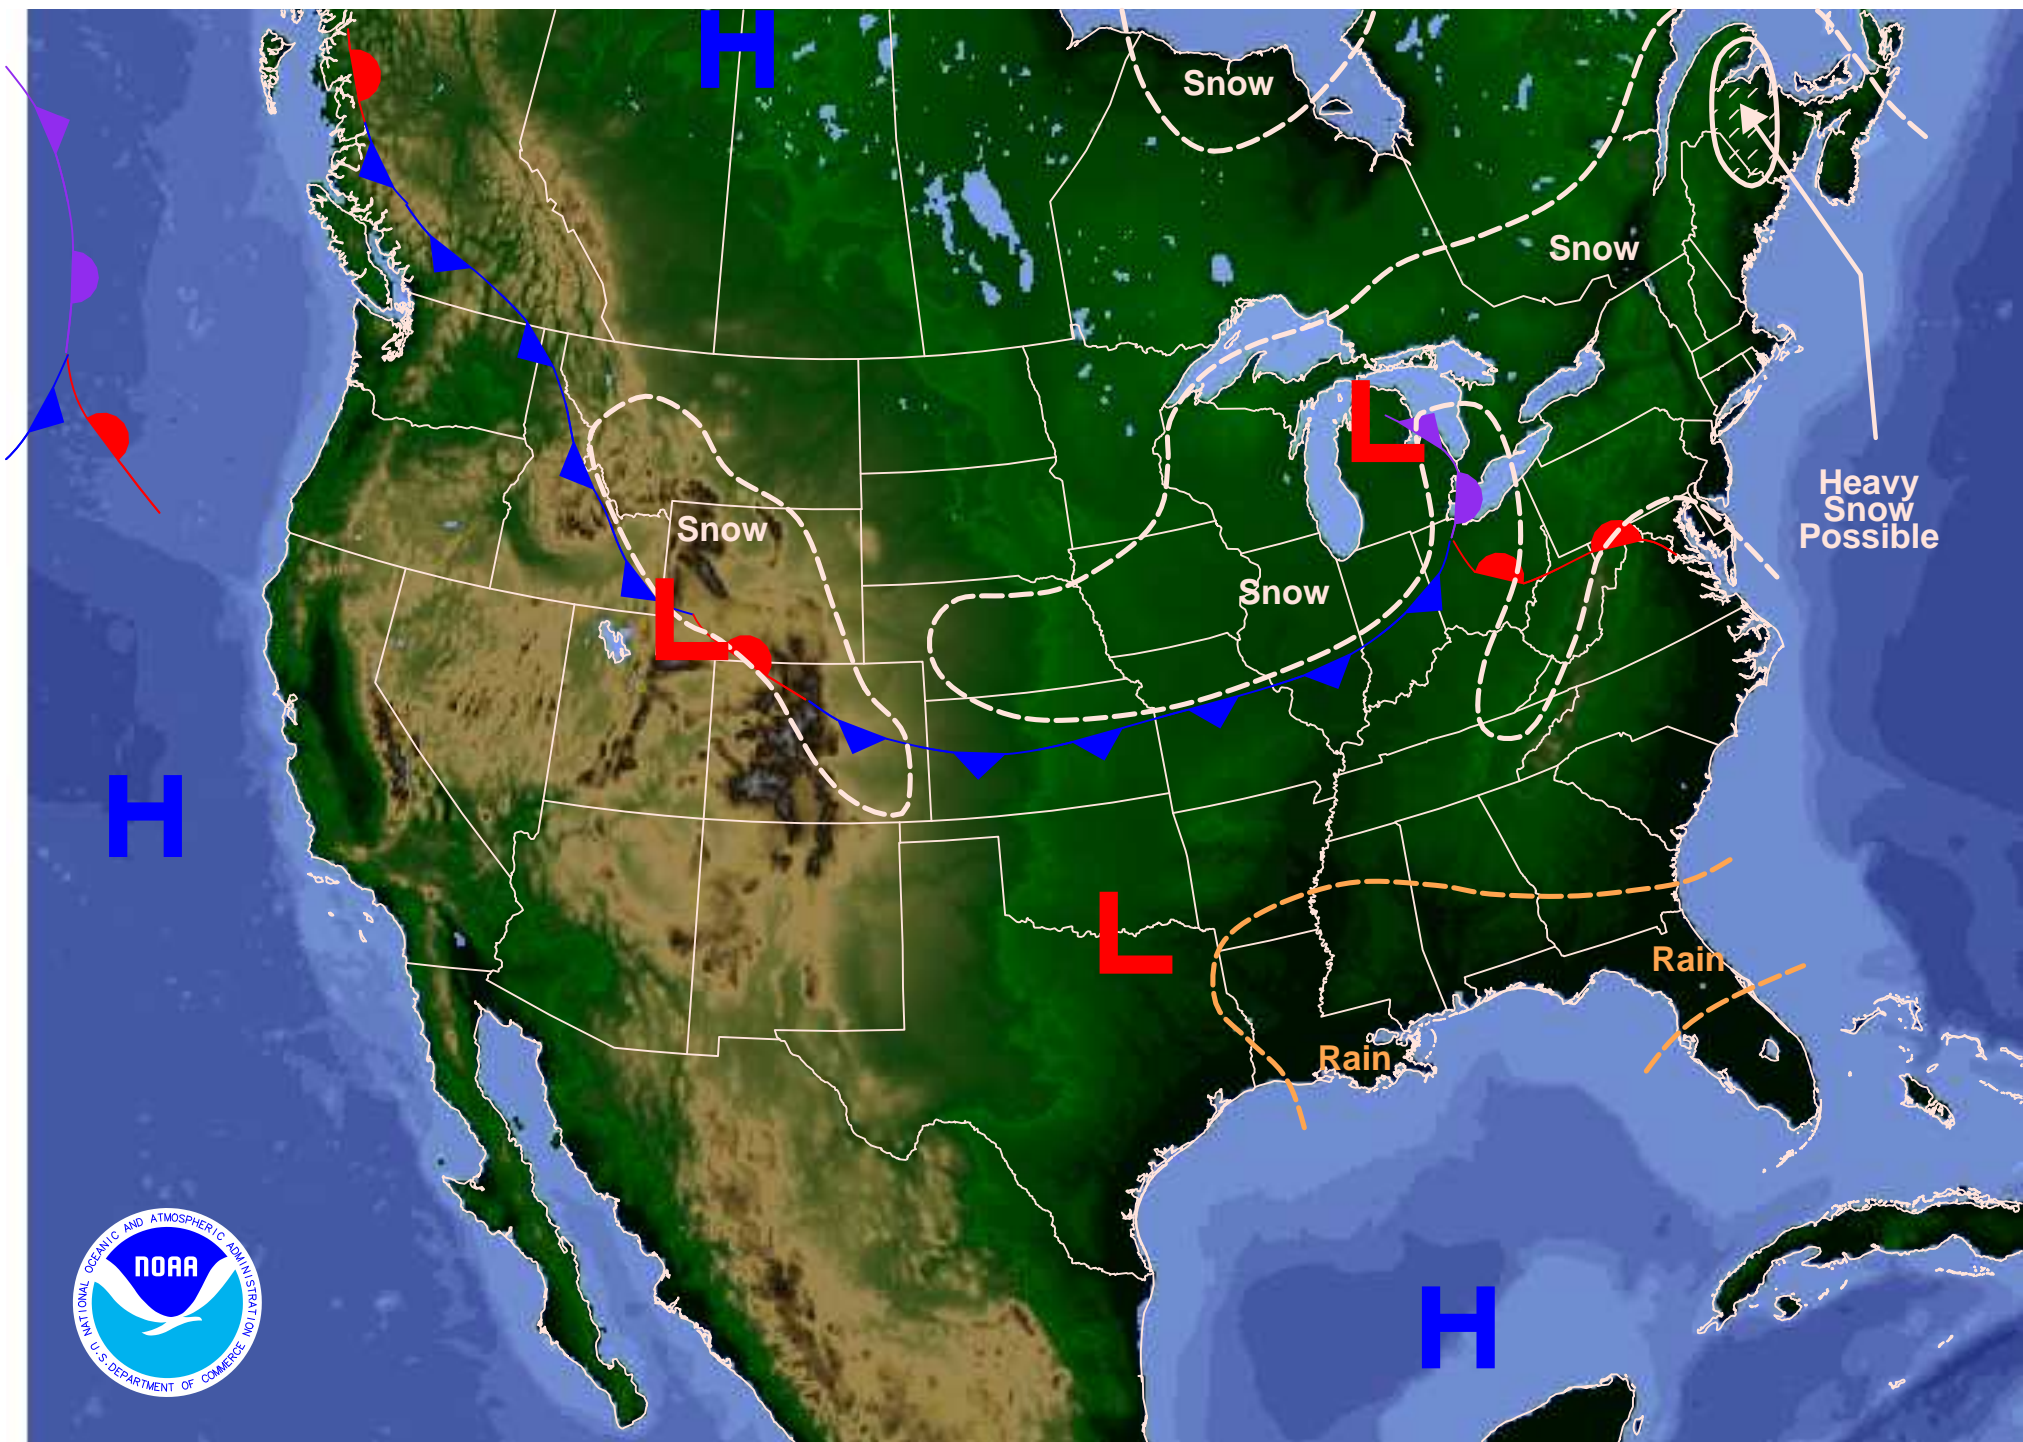 H
Snow
Snow
Heavy
Snow
Possible
L
Snow
Snow
L
H
L
Rain
Rain
H
NOAA
NATIONAL OCEANIC AND ATMOSPHERIC ADMINISTRATION
U.S. DEPARTMENT OF COMMERCE